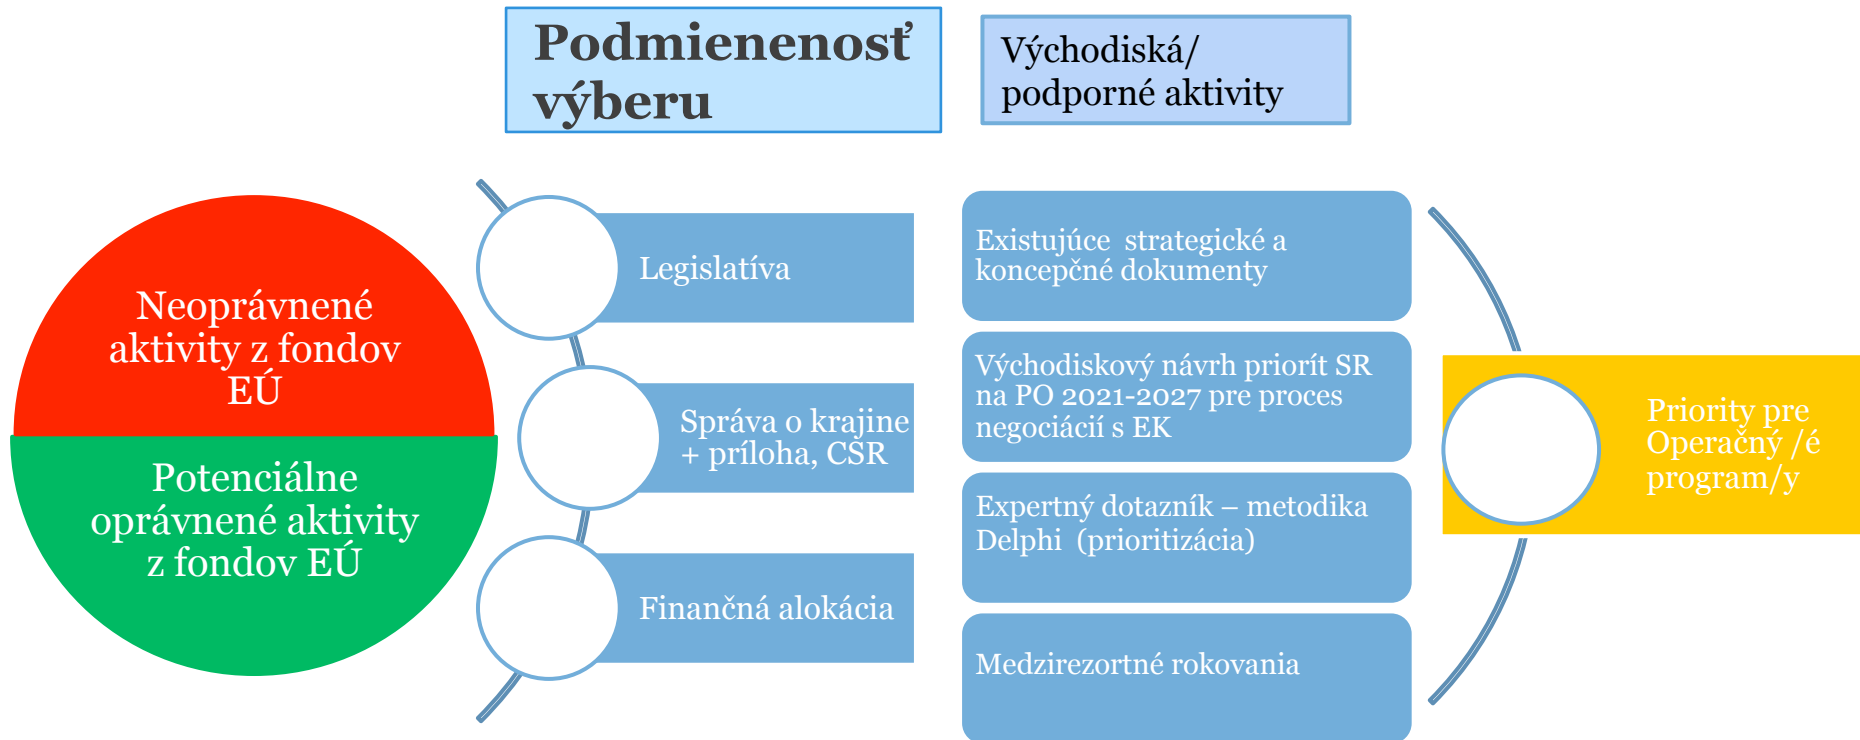 Podmienenosť
výberu
Východiská/
podporné aktivity
Neoprávnené
aktivity z fondov
EÚ
Potenciálne
oprávnené aktivity
z fondov EÚ
Legislatíva
Správa o krajine
+ príloha, CSR
Finančná alokácia
Existujúce strategické a
koncepčné dokumenty
Východiskový návrh priorít SR
na PO 2021-2027 pre proces
negociácií s EK
Expertný dotazník – metodika
Delphi (prioritizácia)
Medzirezortné rokovania
Priority pre
Operačný /é
program/y